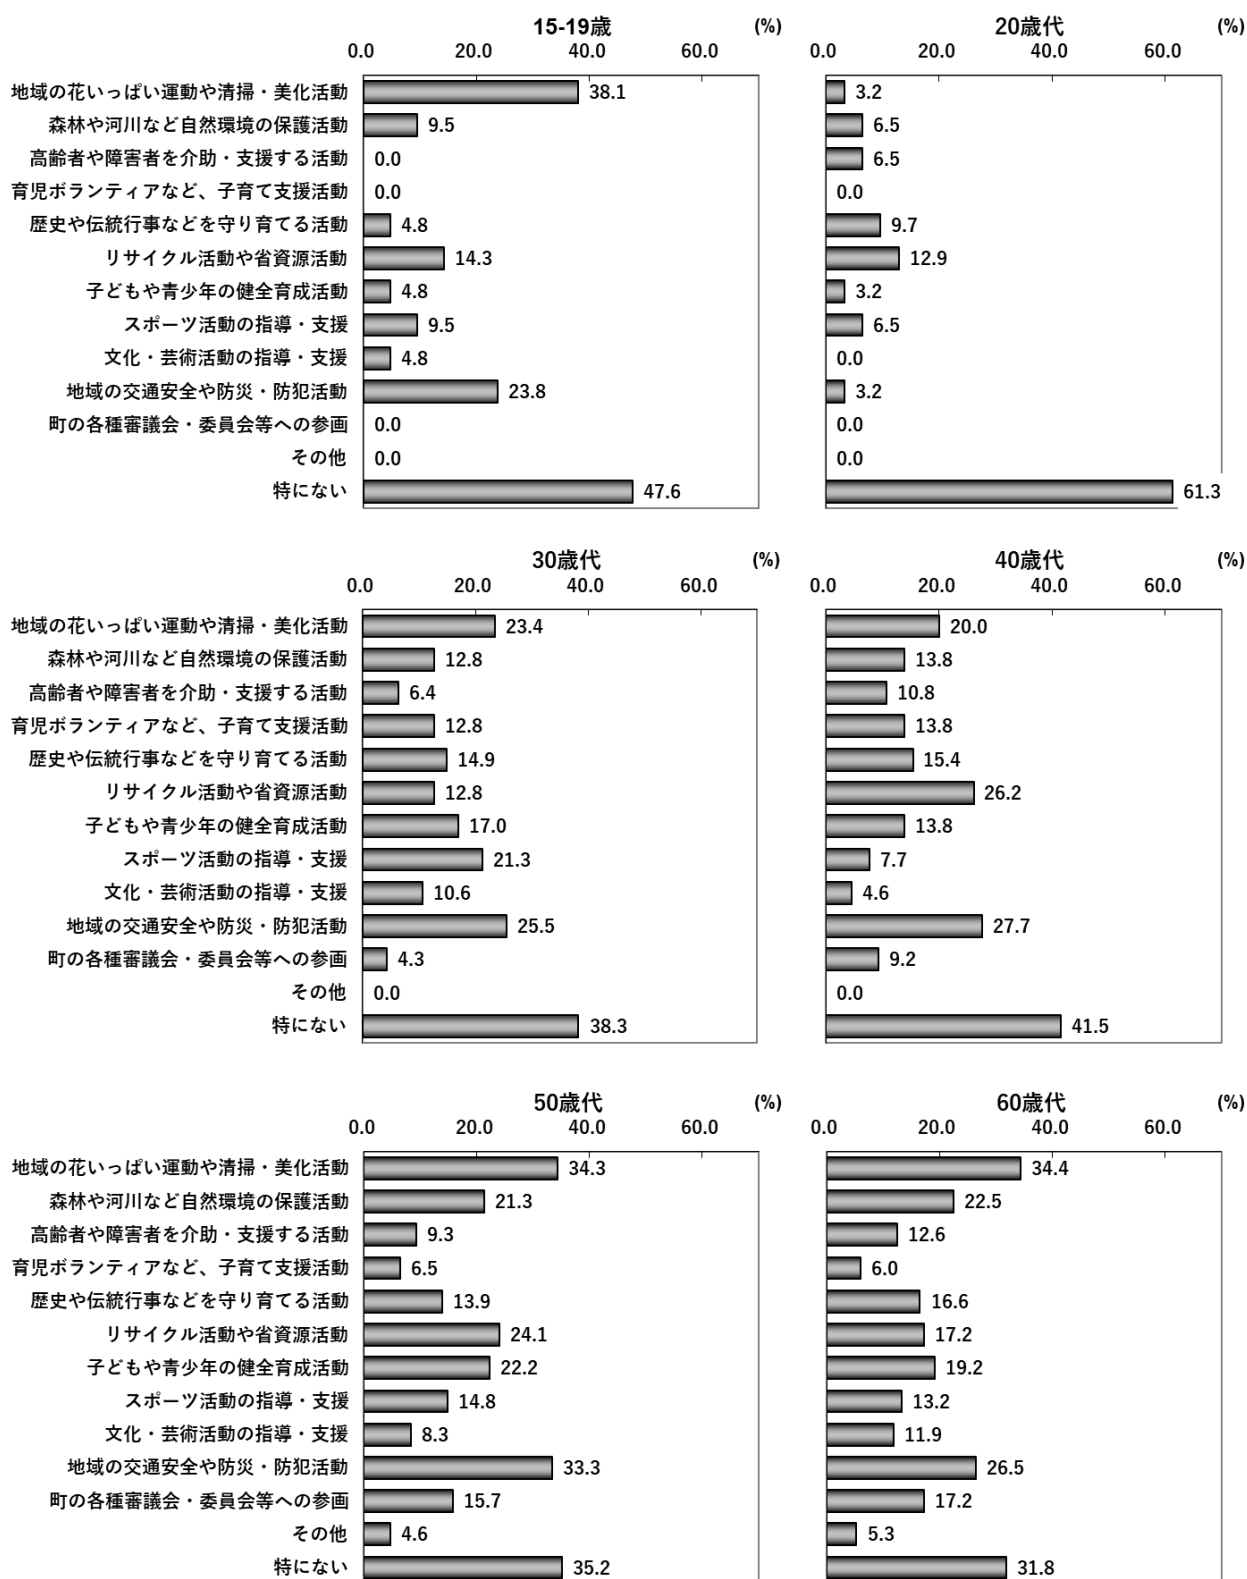 15-19歳 (%) 20歳代 (%)
0.0 20.0 40.0 60.0 0.0 20.0 40.0 60.0
地域の花いっぱい運動や清掃・美化活動 38.1 3.2
森林や河川など自然環境の保護活動 9.5 6.5
高齢者や障害者を介助・支援する活動 0.0 6.5
育児ボランティアなど、子育て支援活動 0.0 0.0
歴史や伝統行事などを守り育てる活動 4.8 9.7
リサイクル活動や省資源活動 14.3 12.9
子どもや青少年の健全育成活動 4.8 3.2
スポーツ活動の指導・支援 9.5 6.5
文化・芸術活動の指導・支援 4.8 0.0
地域の交通安全や防災・防犯活動 23.8 3.2
町の各種審議会・委員会等への参画 0.0 0.0
その他 0.0 0.0
特にない 47.6 61.3
30歳代 (%) 40歳代 (%)
0.0 20.0 40.0 60.0 0.0 20.0 40.0 60.0
地域の花いっぱい運動や清掃・美化活動 23.4 20.0
森林や河川など自然環境の保護活動 12.8 13.8
高齢者や障害者を介助・支援する活動 6.4 10.8
育児ボランティアなど、子育て支援活動 12.8 13.8
歴史や伝統行事などを守り育てる活動 14.9 15.4
リサイクル活動や省資源活動 12.8 26.2
子どもや青少年の健全育成活動 17.0 13.8
スポーツ活動の指導・支援 21.3 7.7
文化・芸術活動の指導・支援 10.6 4.6
地域の交通安全や防災・防犯活動 25.5 27.7
町の各種審議会・委員会等への参画 4.3 9.2
その他 0.0 0.0
特にない 38.3 41.5
50歳代 (%) 60歳代 (%)
0.0 20.0 40.0 60.0 0.0 20.0 40.0 60.0
地域の花いっぱい運動や清掃・美化活動 34.3 34.4
森林や河川など自然環境の保護活動 21.3 22.5
高齢者や障害者を介助・支援する活動 9.3 12.6
育児ボランティアなど、子育て支援活動 6.5 6.0
歴史や伝統行事などを守り育てる活動 13.9 16.6
リサイクル活動や省資源活動 24.1 17.2
子どもや青少年の健全育成活動 22.2 19.2
スポーツ活動の指導・支援 14.8 13.2
文化・芸術活動の指導・支援 8.3 11.9
地域の交通安全や防災・防犯活動 33.3 26.5
町の各種審議会・委員会等への参画 15.7 17.2
その他 4.6 5.3
特にない 35.2 31.8